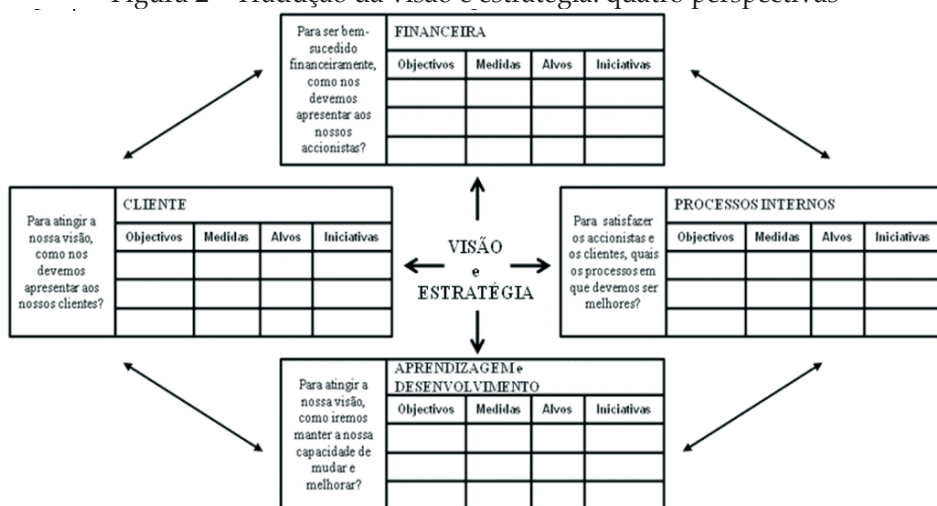 Figura 2 - Tradução da visão e estratégia: quatro perspectivas
Para ser bem-
sucedido
financeiramente,
como nos
devemos
apresentar aos
nossos
accionistas?
FINANCEIRA
Objectivos Medidas Alvos Iniciativas
Para atingir a
nossa visão,
como nos
devemos
apresentar aos
nossos clientes?
CLIENTE
Objectivos Medidas Alvos Iniciativas
VISÃO
e
ESTRATÉGIA
Para satisfazer
os accionistas e
os clientes, quais
os processos em
que devemos ser
melhores?
PROCESSOS INTERNOS
Objectivos Medidas Alvos Iniciativas
Para atingir a
nossa visão,
como iremos
manter a nossa
capacidade de
mudar e
melhorar?
APRENDIZAGEM e
DESENVOLVIMENTO
Objectivos Medidas Alvos Iniciativas